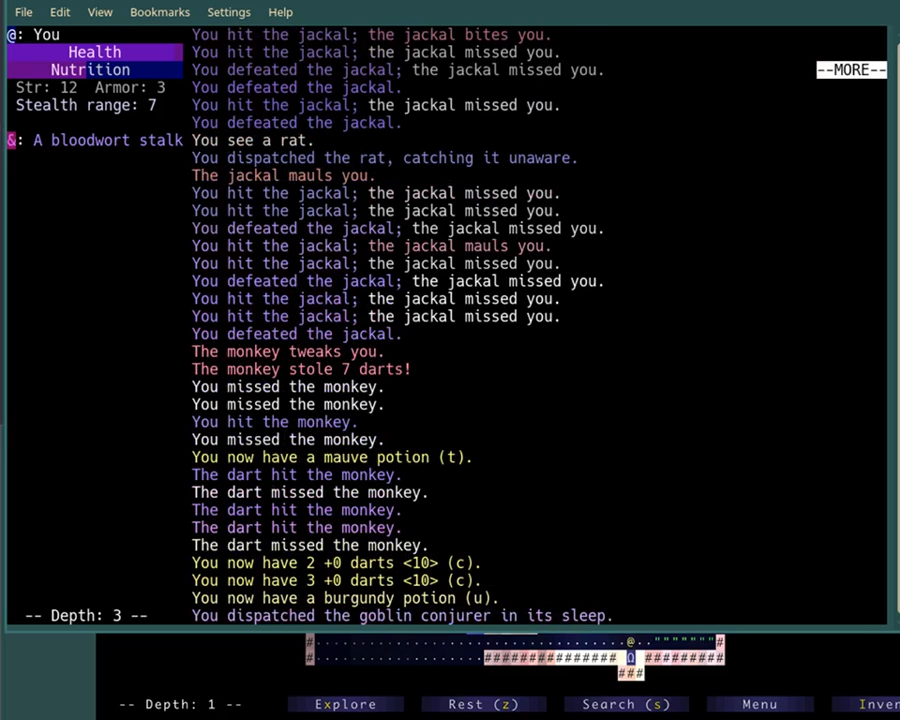 File Edit View Bookmarks Settings Help
@: You
Health
Nutrition
Str: 12 Armor: 3
Stealth range: 7
&: A bloodwort stalk
You hit the jackal; the jackal bites you.
You hit the jackal; the jackal missed you.
You defeated the jackal; the jackal missed you.
--MORE--
You defeated the jackal.
You hit the jackal; the jackal missed you.
You defeated the jackal.
You see a rat.
You dispatched the rat, catching it unaware.
The jackal mauls you.
You hit the jackal; the jackal missed you.
You hit the jackal; the jackal missed you.
You defeated the jackal; the jackal missed you.
You hit the jackal; the jackal mauls you.
You hit the jackal; the jackal missed you.
You defeated the jackal; the jackal missed you.
You hit the jackal; the jackal missed you.
You hit the jackal; the jackal missed you.
You defeated the jackal.
The monkey tweaks you.
The monkey stole 7 darts!
You missed the monkey.
You missed the monkey.
You hit the monkey.
You missed the monkey.
You now have a mauve potion (t).
The dart hit the monkey.
The dart missed the monkey.
The dart hit the monkey.
The dart hit the monkey.
The dart missed the monkey.
You now have 2 +0 darts <10> (c).
You now have 3 +0 darts <10> (c).
You now have a burgundy potion (u).
You dispatched the goblin conjurer in its sleep.
-- Depth: 3 --
-- Depth: 1 --
Explore
Rest (z)
Search (s)
Menu
Inven